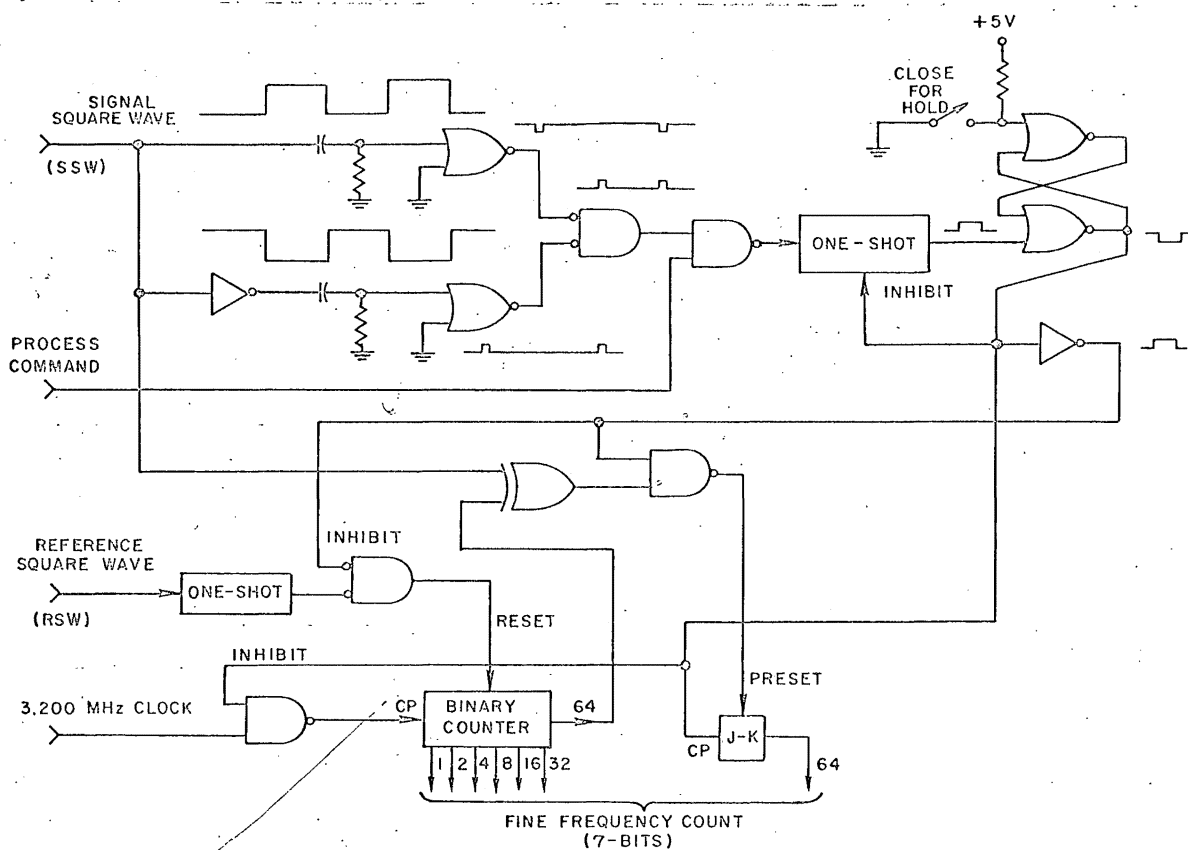 +5V
CLOSE
FOR
HOLD
SIGNAL
SQUARE WAVE
(SSW)
ONE-SHOT
INHIBIT
PROCESS
COMMAND
INHIBIT
REFERENCE
SQUARE WAVE
(RSW)
ONE-SHOT
RESET
INHIBIT
PRESET
3.200 MHz CLOCK
CP
BINARY
COUNTER
64
CP
J-K
1 2 4 8 16 32
64
FINE FREQUENCY COUNT
(7-BITS)